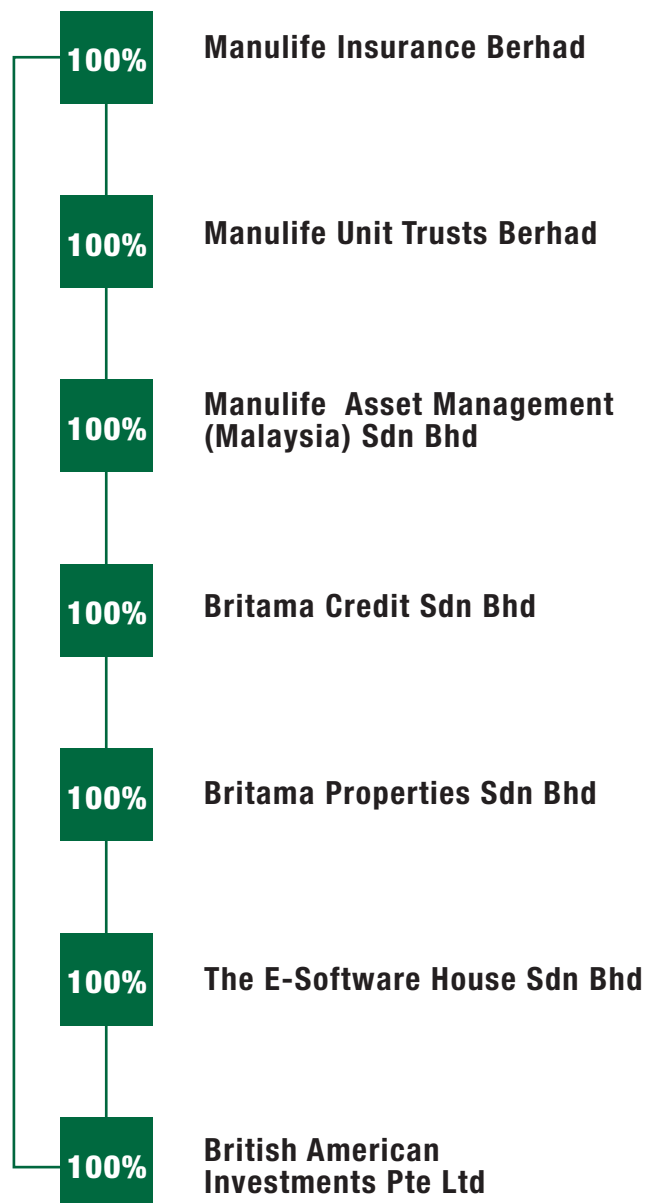 100% Manulife Insurance Berhad
100% Manulife Unit Trusts Berhad
100% Manulife Asset Management
(Malaysia) Sdn Bhd
100% Britama Credit Sdn Bhd
100% Britama Properties Sdn Bhd
100% The E-Software House Sdn Bhd
100% British American
Investments Pte Ltd